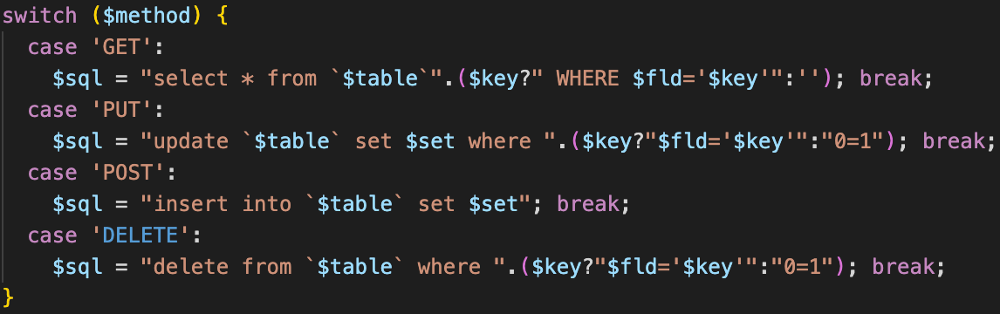 switch ($method) {
  case 'GET':
    $sql = "select * from `$table`".($key?" WHERE $fld='$key'":''); break;
  case 'PUT':
    $sql = "update `$table` set $set where ".($key?"$fld='$key'":"0=1"); break;
  case 'POST':
    $sql = "insert into `$table` set $set"; break;
  case 'DELETE':
    $sql = "delete from `$table` where ".($key?"$fld='$key'":"0=1"); break;
}